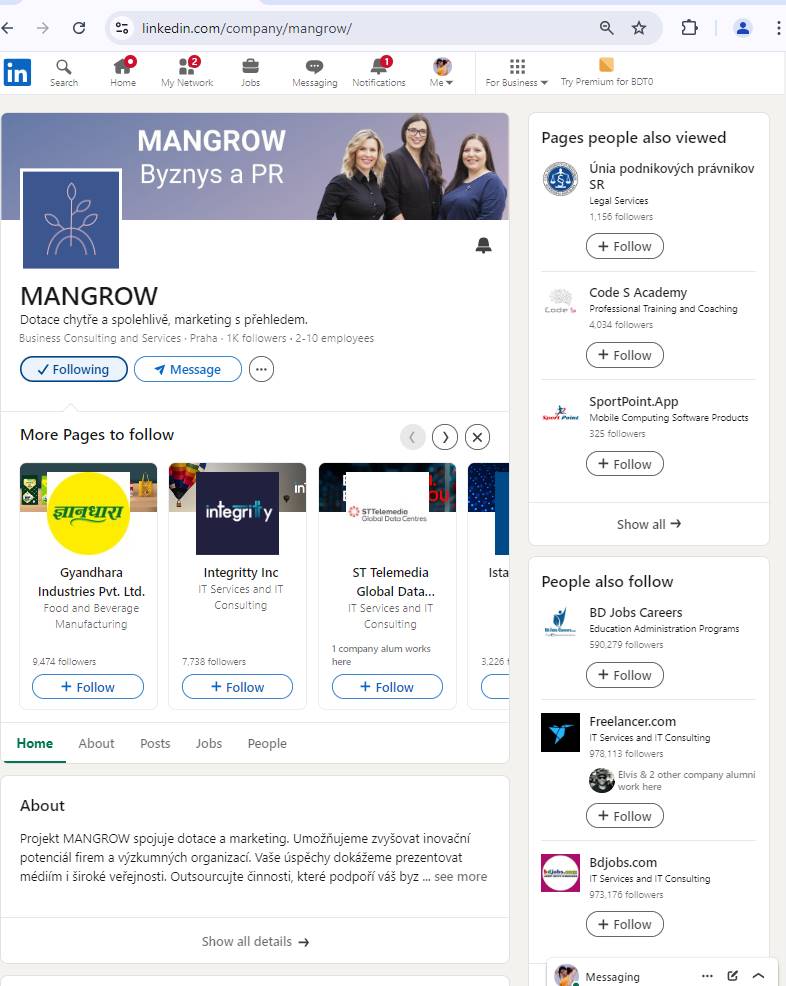 linkedin.com/company/mangrow/
in
Search
Home
2
My Network
Jobs
Messaging
1
Notifications
Me
For Business
Try Premium for BDT0
MANGROW
Byznys a PR
MANGROW
Dotace chytře a spolehlivě, marketing s přehledem.
Business Consulting and Services · Praha · 1K followers · 2-10 employees
Following
Message
More Pages to follow
ज्ञानधारा
Gyandhara
Industries Pvt. Ltd.
Food and Beverage
Manufacturing
9,474 followers
+ Follow
integritty
in
Integritty Inc
IT Services and IT
Consulting
7,738 followers
+ Follow
STTelemedia
Global Data Centres
ST Telemedia
Global Data...
IT Services and IT
Consulting
1 company alum works
here
+ Follow
Ista
3,226 f
Home
About
Posts
Jobs
People
About
Projekt MANGROW spojuje dotace a marketing. Umožňujeme zvyšovat inovační
potenciál firem a výzkumných organizací. Vaše úspěchy dokážeme prezentovat
médiím i široké veřejnosti. Outsourcujte činnosti, které podpoří váš byz ... see more
Show all details →
Pages people also viewed
Únia podnikových právnikov
SR
Legal Services
1,156 followers
+ Follow
Code S
Code S Academy
Professional Training and Coaching
4,034 followers
+ Follow
Sport Point
SportPoint.App
Mobile Computing Software Products
325 followers
+ Follow
Show all →
People also follow
BD Jobs Careers
Education Administration Programs
590,279 followers
+ Follow
Freelancer.com
IT Services and IT Consulting
978,113 followers
Elvis & 2 other company alumni
work here
+ Follow
bdjobs.com
Bdjobs.com
IT Services and IT Consulting
973,176 followers
+ Follow
Messaging